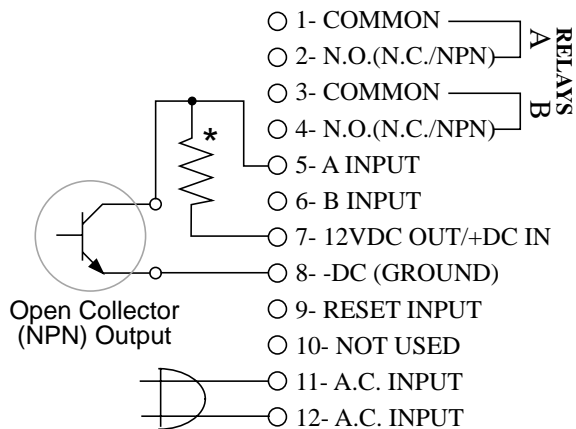 1- COMMON
2- N.O.(N.C./NPN)
A
3- COMMON
4- N.O.(N.C./NPN)
B
RELAYS
*
5- A INPUT
6- B INPUT
7- 12VDC OUT/+DC IN
8- -DC (GROUND)
Open Collector
(NPN) Output
9- RESET INPUT
10- NOT USED
11- A.C. INPUT
12- A.C. INPUT